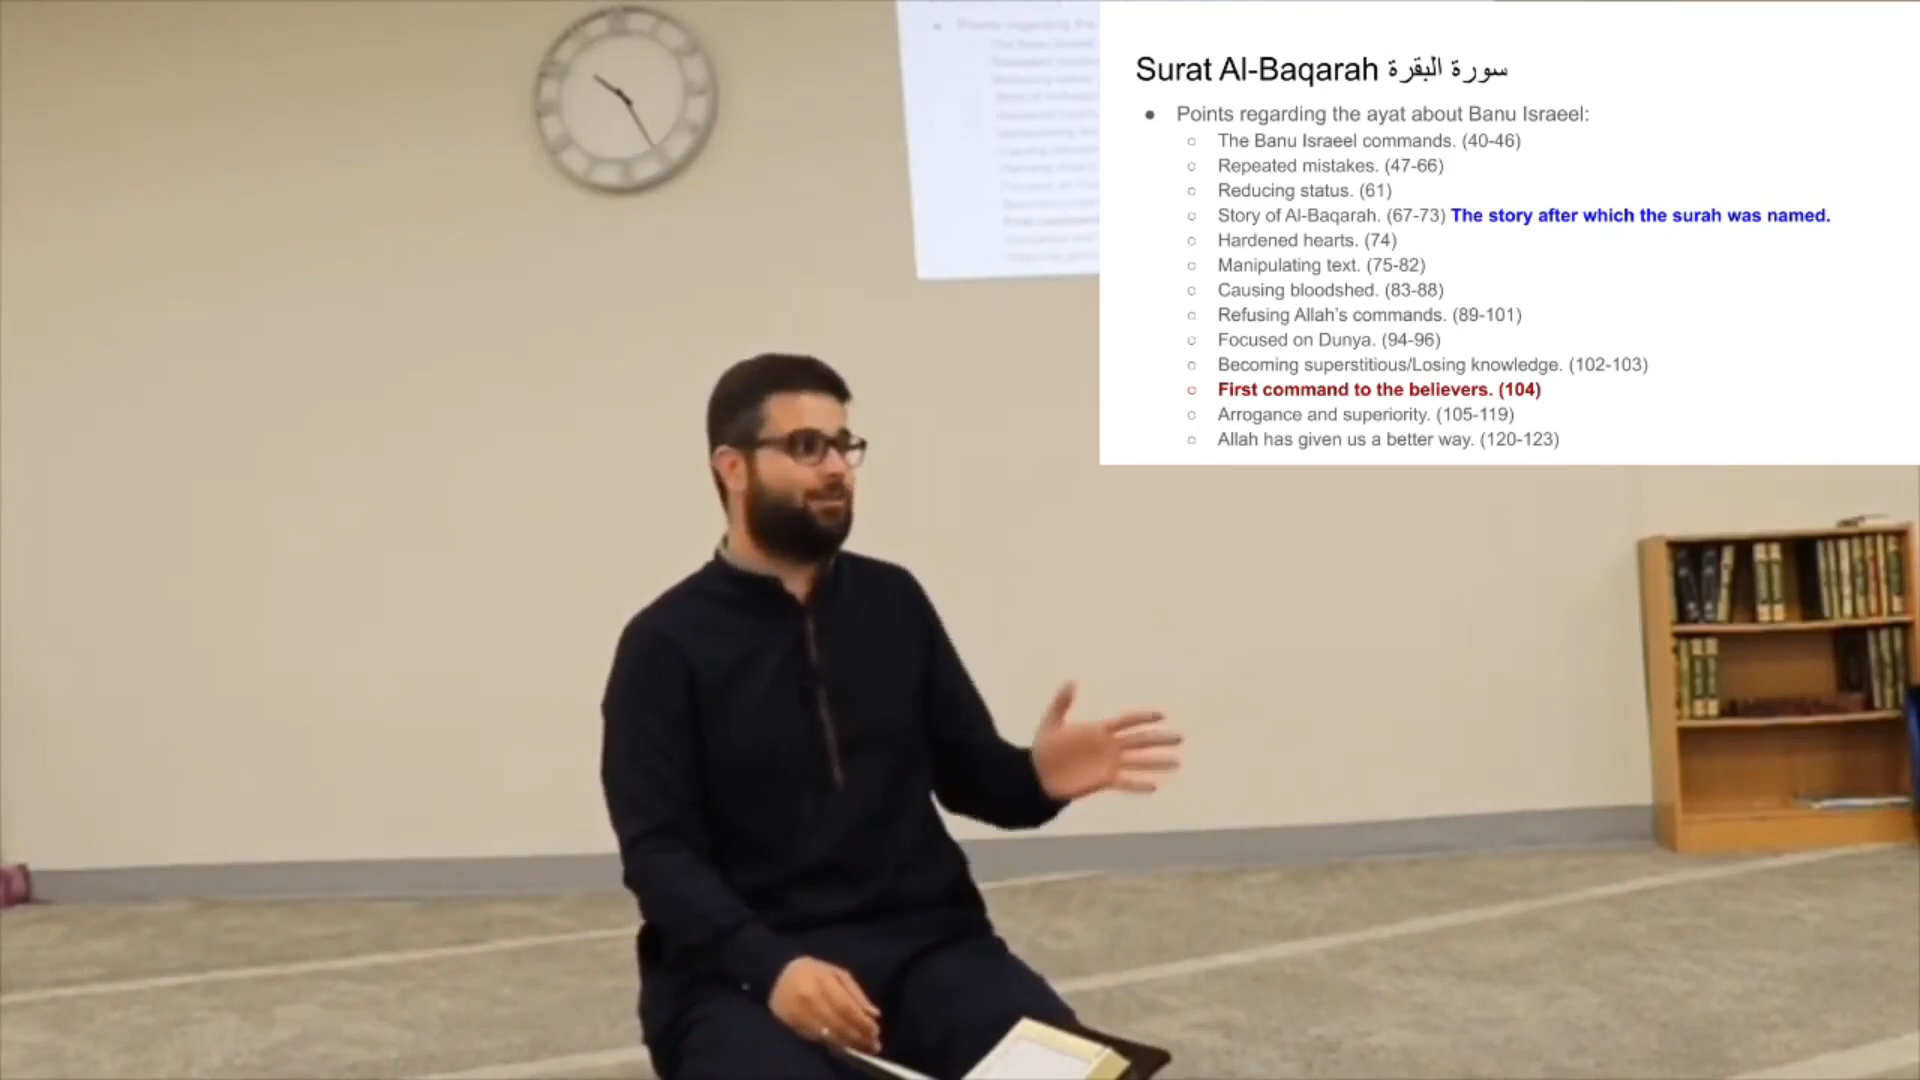 Surat Al-Baqarah سورة البقرة
● Points regarding the ayat about Banu Israeel:
○ The Banu Israeel commands. (40-46)
○ Repeated mistakes. (47-66)
○ Reducing status. (61)
○ Story of Al-Baqarah. (67-73) The story after which the surah was named.
○ Hardened hearts. (74)
○ Manipulating text. (75-82)
○ Causing bloodshed. (83-88)
○ Refusing Allah's commands. (89-101)
○ Focused on Dunya. (94-96)
○ Becoming superstitious/Losing knowledge. (102-103)
○ First command to the believers. (104)
○ Arrogance and superiority. (105-119)
○ Allah has given us a better way. (120-123)